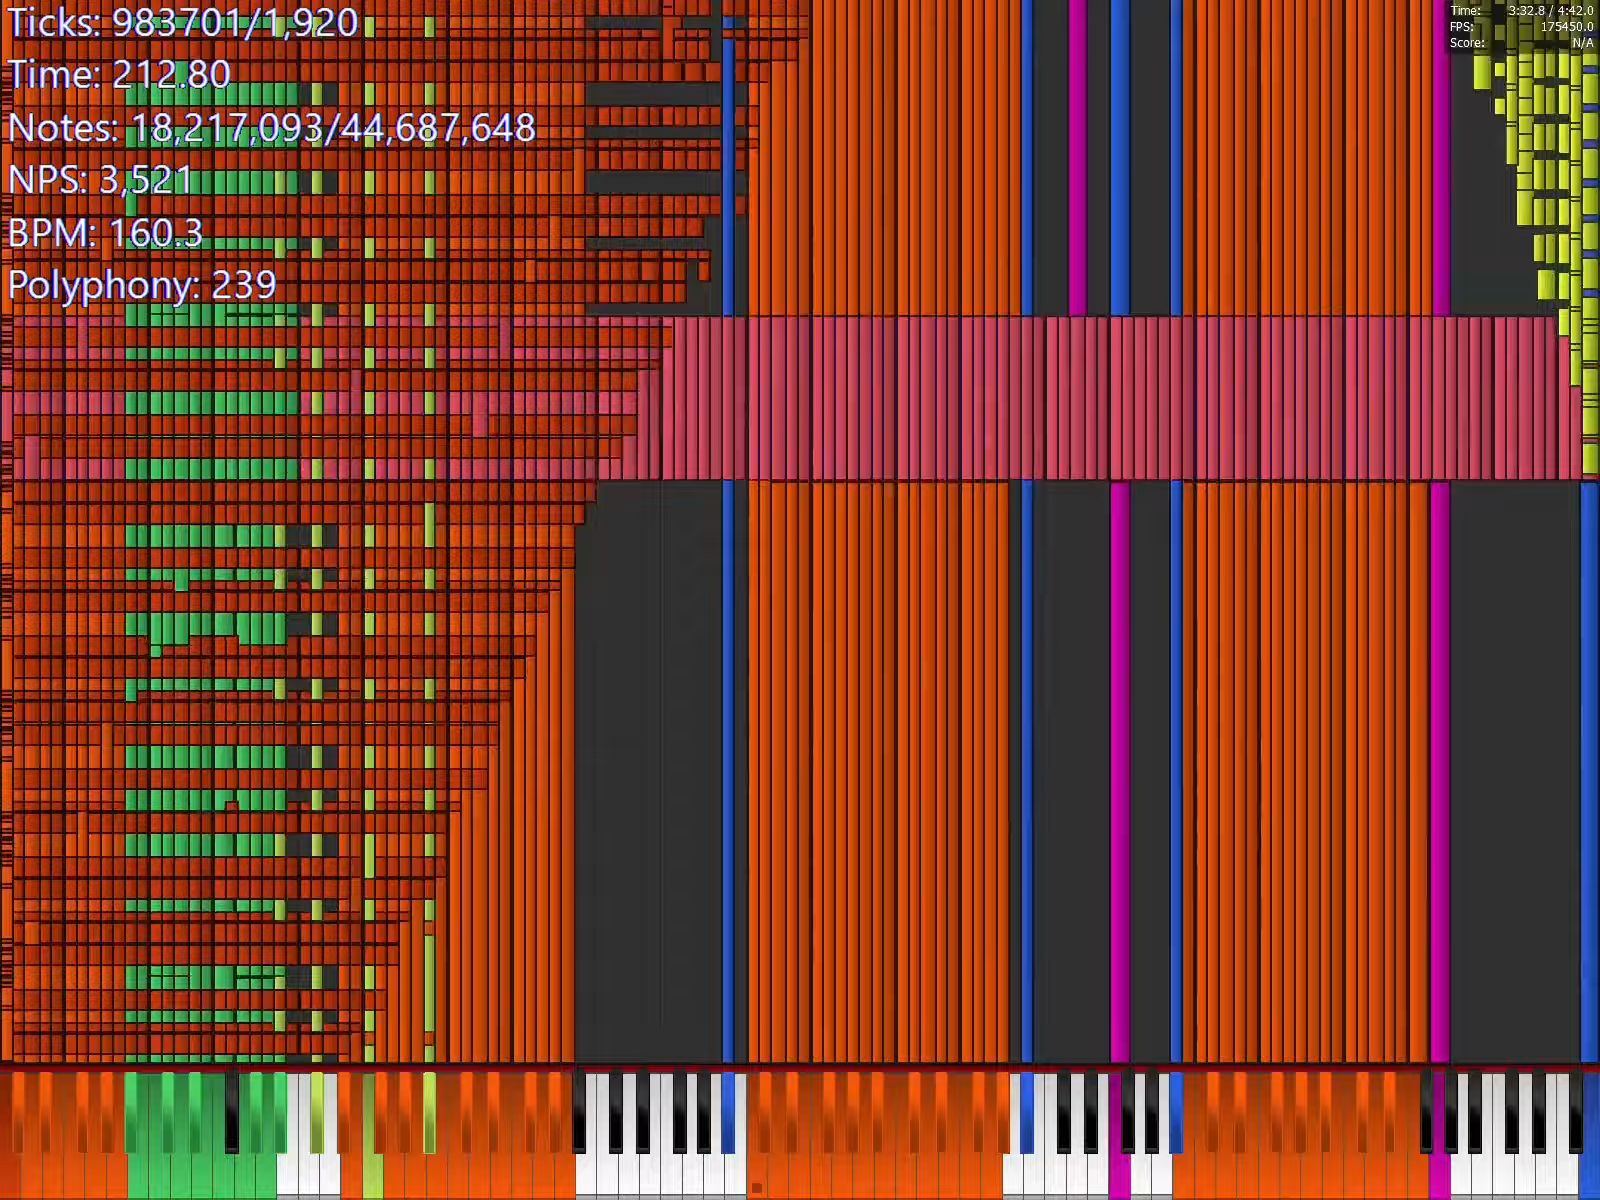 Ticks: 983701/1,920
Time: 212.80
Notes: 18,217,093/44,687,648
NPS: 3,521
BPM: 160.3
Polyphony: 239
Time: 3:32.8 / 4:42.0
FPS: 175450.0
Score: N/A